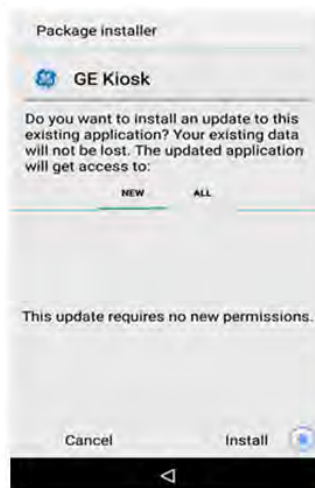 Package installer
GE Kiosk
Do you want to install an update to this
existing application? Your existing data
will not be lost. The updated application
will get access to:
NEW ALL
This update requires no new permissions.
Cancel Install